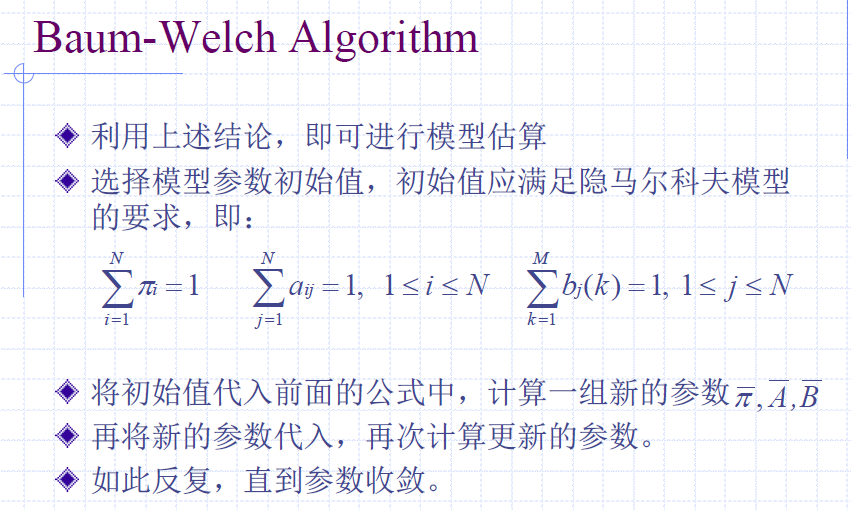 Baum-Welch Algorithm
利用上述结论，即可进行模型估算
选择模型参数初始值，初始值应满足隐马尔科夫模型
的要求，即：
$\sum_{i=1}^{N} \pi_i = 1$  $\sum_{j=1}^{N} a_{ij} = 1, \ 1 \le i \le N$  $\sum_{k=1}^{M} b_j(k) = 1, \ 1 \le j \le N$
将初始值代入前面的公式中，计算一组新的参数 $\overline{\pi}, \overline{A}, \overline{B}$
再将新的参数代入，再次计算更新的参数。
如此反复，直到参数收敛。